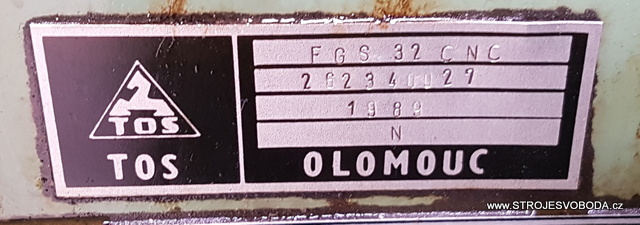 TOS
TOS
FGS 32 CNC
262340027
1989
N
OLOMOUC
WWW.STROJESVOBODA.cz